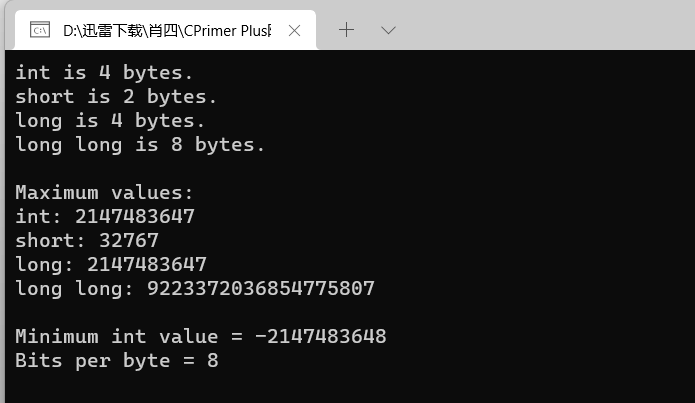 D:\迅雷下载\肖四\CPrimer Plus
int is 4 bytes.
short is 2 bytes.
long is 4 bytes.
long long is 8 bytes.
Maximum values:
int: 2147483647
short: 32767
long: 2147483647
long long: 9223372036854775807
Minimum int value = -2147483648
Bits per byte = 8